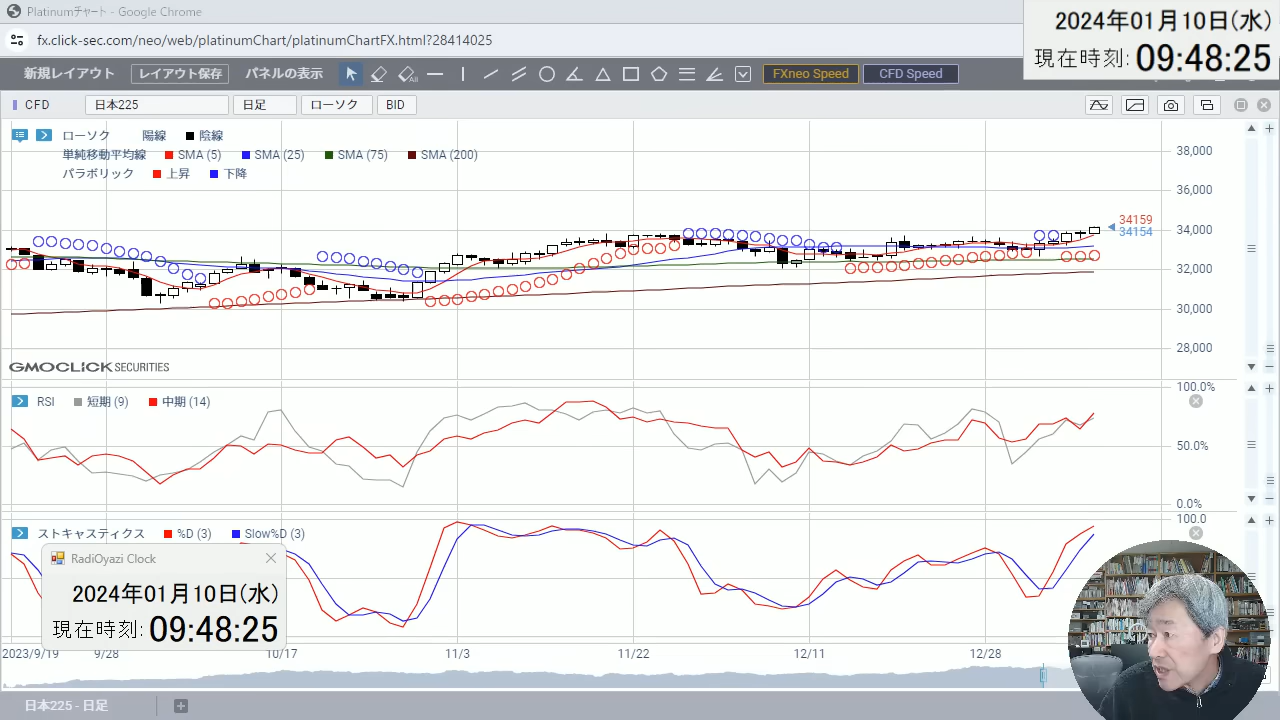 Platinumチャート - Google Chrome
2024年01月10日(水)
fx.click-sec.com/neo/web/platinumChart/platinumChartFX.html?28414025
現在時刻: 09:48:25
新規レイアウト レイアウト保存 パネルの表示 All FXneo Speed CFD Speed
CFD 日本225 日足 ローソク BID
ローソク 陽線 陰線
38,000
単純移動平均線 SMA (5) SMA (25) SMA (75) SMA (200)
パラボリック 上昇 下降
36,000
34159
34154
34,000
32,000
30,000
28,000
GMOCLICK SECURITIES
100.0%
RSI 短期 (9) 中期 (14)
50.0%
0.0%
100.0
ストキャスティクス %D (3) Slow%D (3)
RadiOyazi Clock
2024年01月10日(水)
現在時刻: 09:48:25
2023/9/19 9/28 10/17 11/3 11/22 12/11 12/28
日本225 - 日足